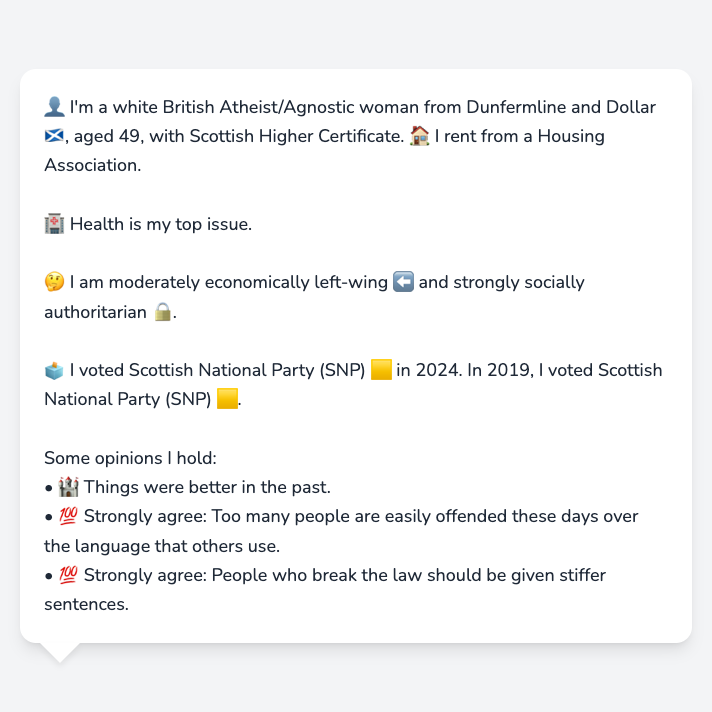 👤 I'm a white British Atheist/Agnostic woman from Dunfermline and Dollar
🏴󠁧󠁢󠁳󠁣󠁴󠁿, aged 49, with Scottish Higher Certificate. 🏠 I rent from a Housing
Association.
🏥 Health is my top issue.
🤔 I am moderately economically left-wing ⬅️ and strongly socially
authoritarian 🔒.
🗳️ I voted Scottish National Party (SNP) 🟨 in 2024. In 2019, I voted Scottish
National Party (SNP) 🟨.
Some opinions I hold:
• 🏰 Things were better in the past.
• 💯 Strongly agree: Too many people are easily offended these days over
the language that others use.
• 💯 Strongly agree: People who break the law should be given stiffer
sentences.